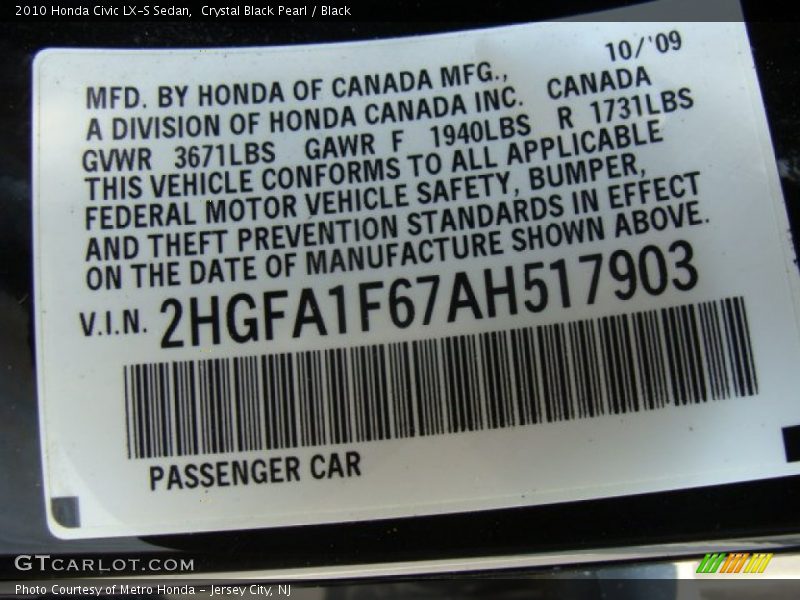 2010 Honda Civic LX-S Sedan,  Crystal Black Pearl / Black
10/'09
MFD. BY HONDA OF CANADA MFG.,
A DIVISION OF HONDA CANADA INC.   CANADA
GVWR  3671LBS   GAWR  F  1940LBS   R  1731LBS
THIS VEHICLE CONFORMS TO ALL APPLICABLE
FEDERAL MOTOR VEHICLE SAFETY, BUMPER,
AND THEFT PREVENTION STANDARDS IN EFFECT
ON THE DATE OF MANUFACTURE SHOWN ABOVE.
V.I.N. 2HGFA1F67AH517903
PASSENGER CAR
GTCARLOT.COM
Photo Courtesy of Metro Honda - Jersey City, NJ